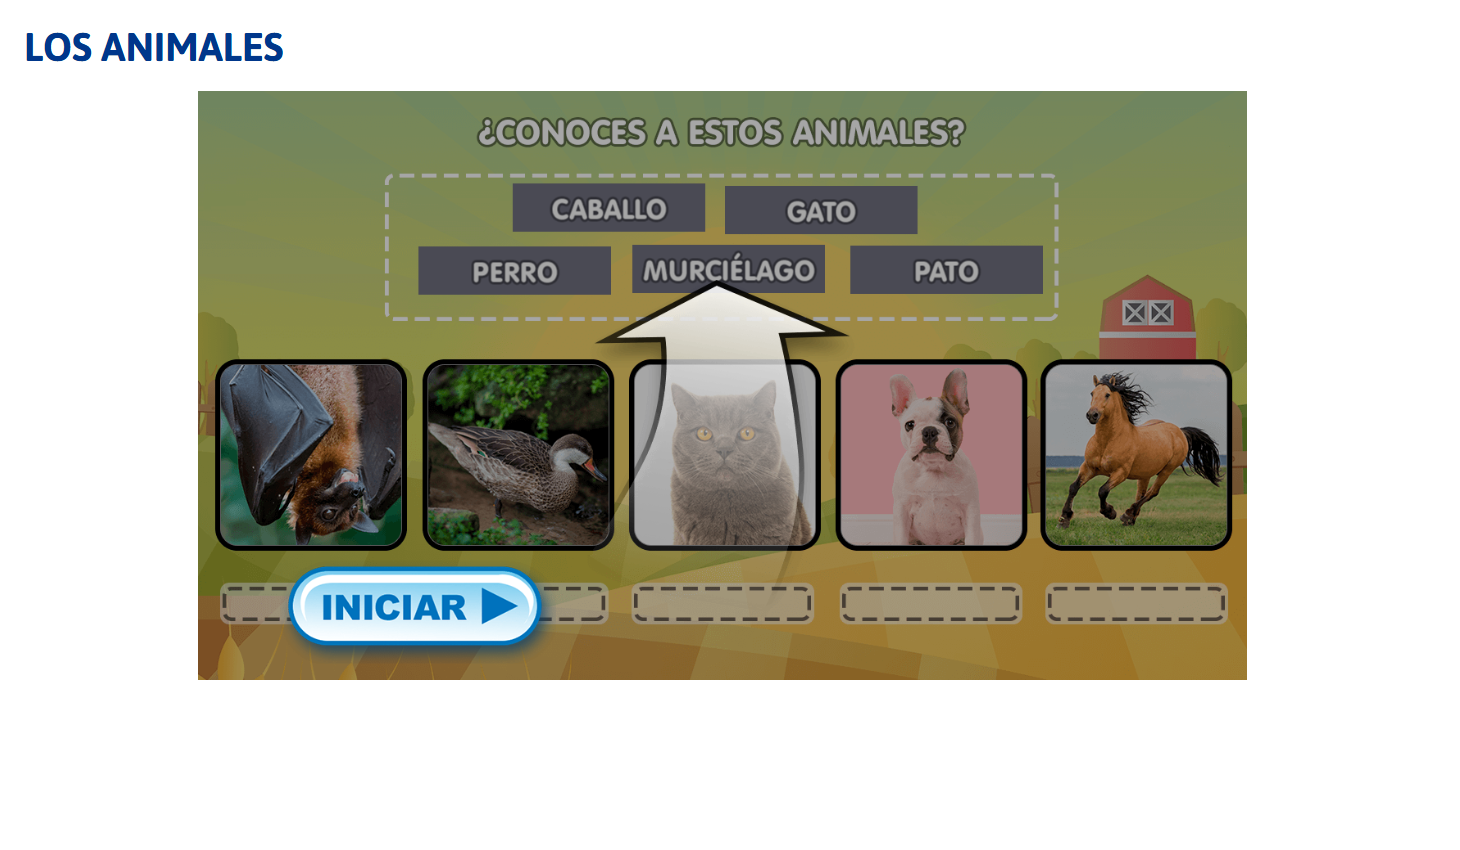 LOS ANIMALES
¿CONOCES A ESTOS ANIMALES?
CABALLO
GATO
PERRO
MURCIÉLAGO
PATO
INICIAR